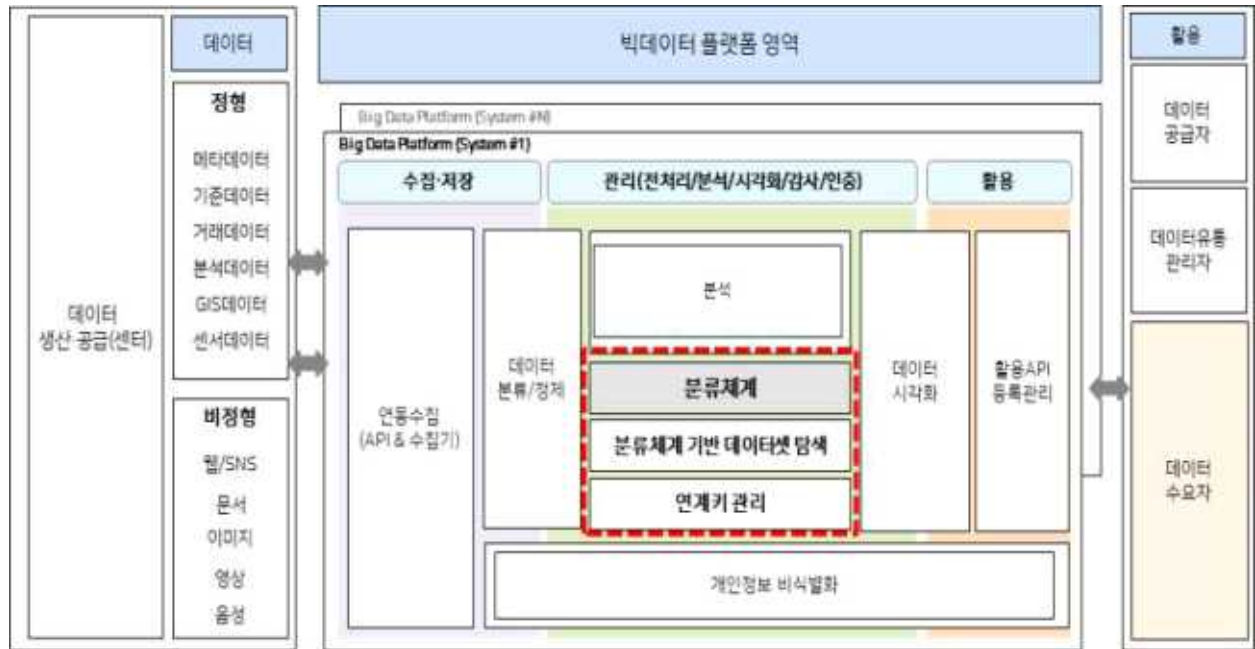 데이터
생산·공급(센터)
데이터
정형
메타데이터
기준데이터
거래데이터
분석데이터
GIS데이터
센서데이터
비정형
웹/SNS
문서
이미지
영상
음성
빅데이터 플랫폼 영역
Big Data Platform (System #N)
Big Data Platform (System #1)
수집·저장
관리(전처리/분석/시각화/감사/인증)
활용
연동수집
(API & 수집기)
데이터
분류/정제
분석
분류체계
분류체계 기반 데이터셋 탐색
연계키 관리
데이터
시각화
활용API
등록관리
개인정보 비식별화
활용
데이터
공급자
데이터유통
관리자
데이터
수요자